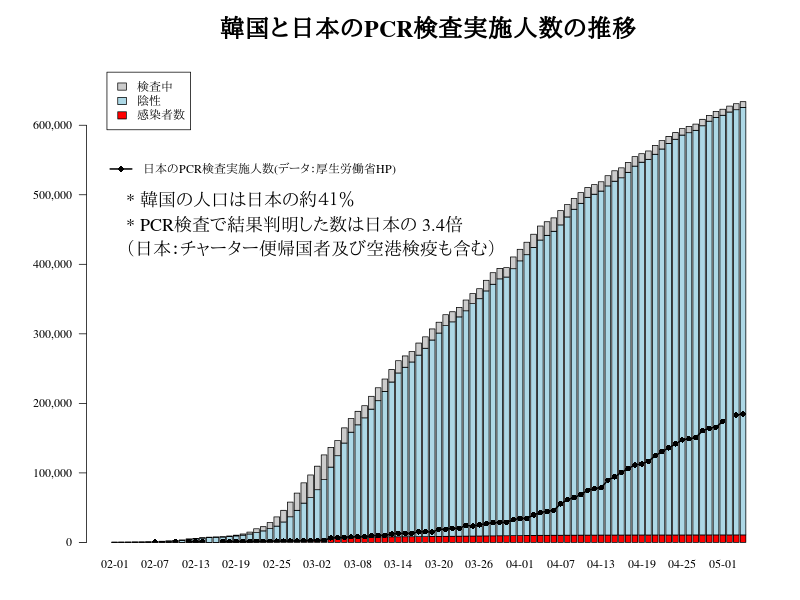 韓国と日本のPCR検査実施人数の推移
検査中
陰性
感染者数
日本のPCR検査実施人数(データ：厚生労働省HP)
* 韓国の人口は日本の約41%
* PCR検査で結果判明した数は日本の 3.4倍
（日本：チャーター便帰国者及び空港検疫も含む）
600,000
500,000
400,000
300,000
200,000
100,000
0
02-01 02-07 02-13 02-19 02-25 03-02 03-08 03-14 03-20 03-26 04-01 04-07 04-13 04-19 04-25 05-01